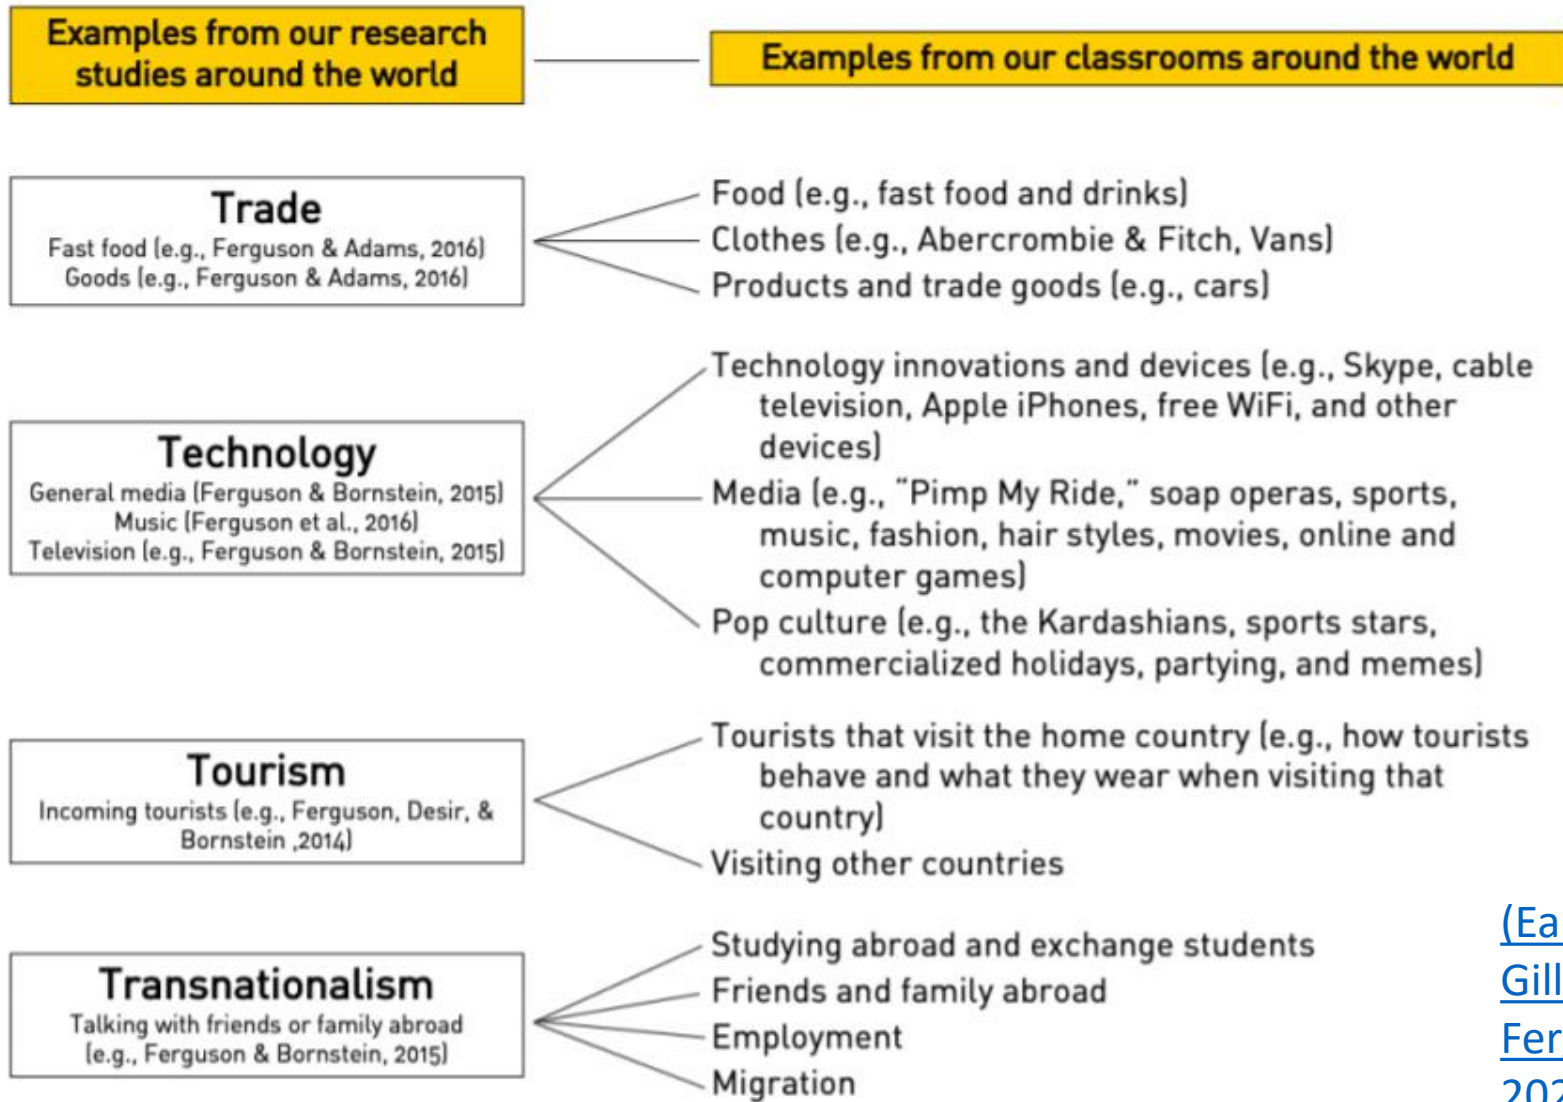 Examples from our research
studies around the world
Examples from our classrooms around the world
Trade
Fast food (e.g., Ferguson & Adams, 2016)
Goods (e.g., Ferguson & Adams, 2016)
Food (e.g., fast food and drinks)
Clothes (e.g., Abercrombie & Fitch, Vans)
Products and trade goods (e.g., cars)
Technology
General media (Ferguson & Bornstein, 2015)
Music (Ferguson et al., 2016)
Television (e.g., Ferguson & Bornstein, 2015)
Technology innovations and devices (e.g., Skype, cable
television, Apple iPhones, free WiFi, and other
devices)
Media (e.g., “Pimp My Ride,” soap operas, sports,
music, fashion, hair styles, movies, online and
computer games)
Pop culture (e.g., the Kardashians, sports stars,
commercialized holidays, partying, and memes)
Tourism
Incoming tourists (e.g., Ferguson, Desir, &
Bornstein ,2014)
Tourists that visit the home country (e.g., how tourists
behave and what they wear when visiting that
country)
Visiting other countries
Transnationalism
Talking with friends or family abroad
(e.g., Ferguson & Bornstein, 2015)
Studying abroad and exchange students
Friends and family abroad
Employment
Migration